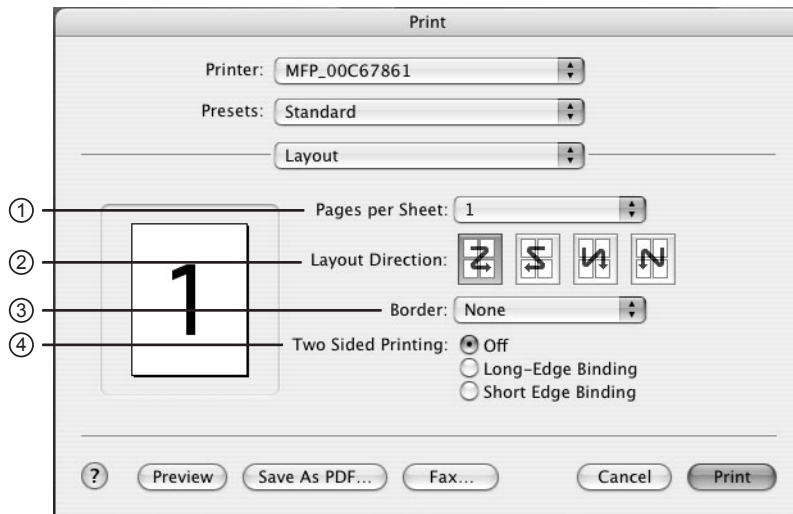 Print
Printer: MFP_00C67861
Presets: Standard
Layout
① Pages per Sheet: 1
② Layout Direction:
③ Border: None
④ Two Sided Printing: Off
Long-Edge Binding
Short Edge Binding
1
? Preview Save As PDF... Fax... Cancel Print